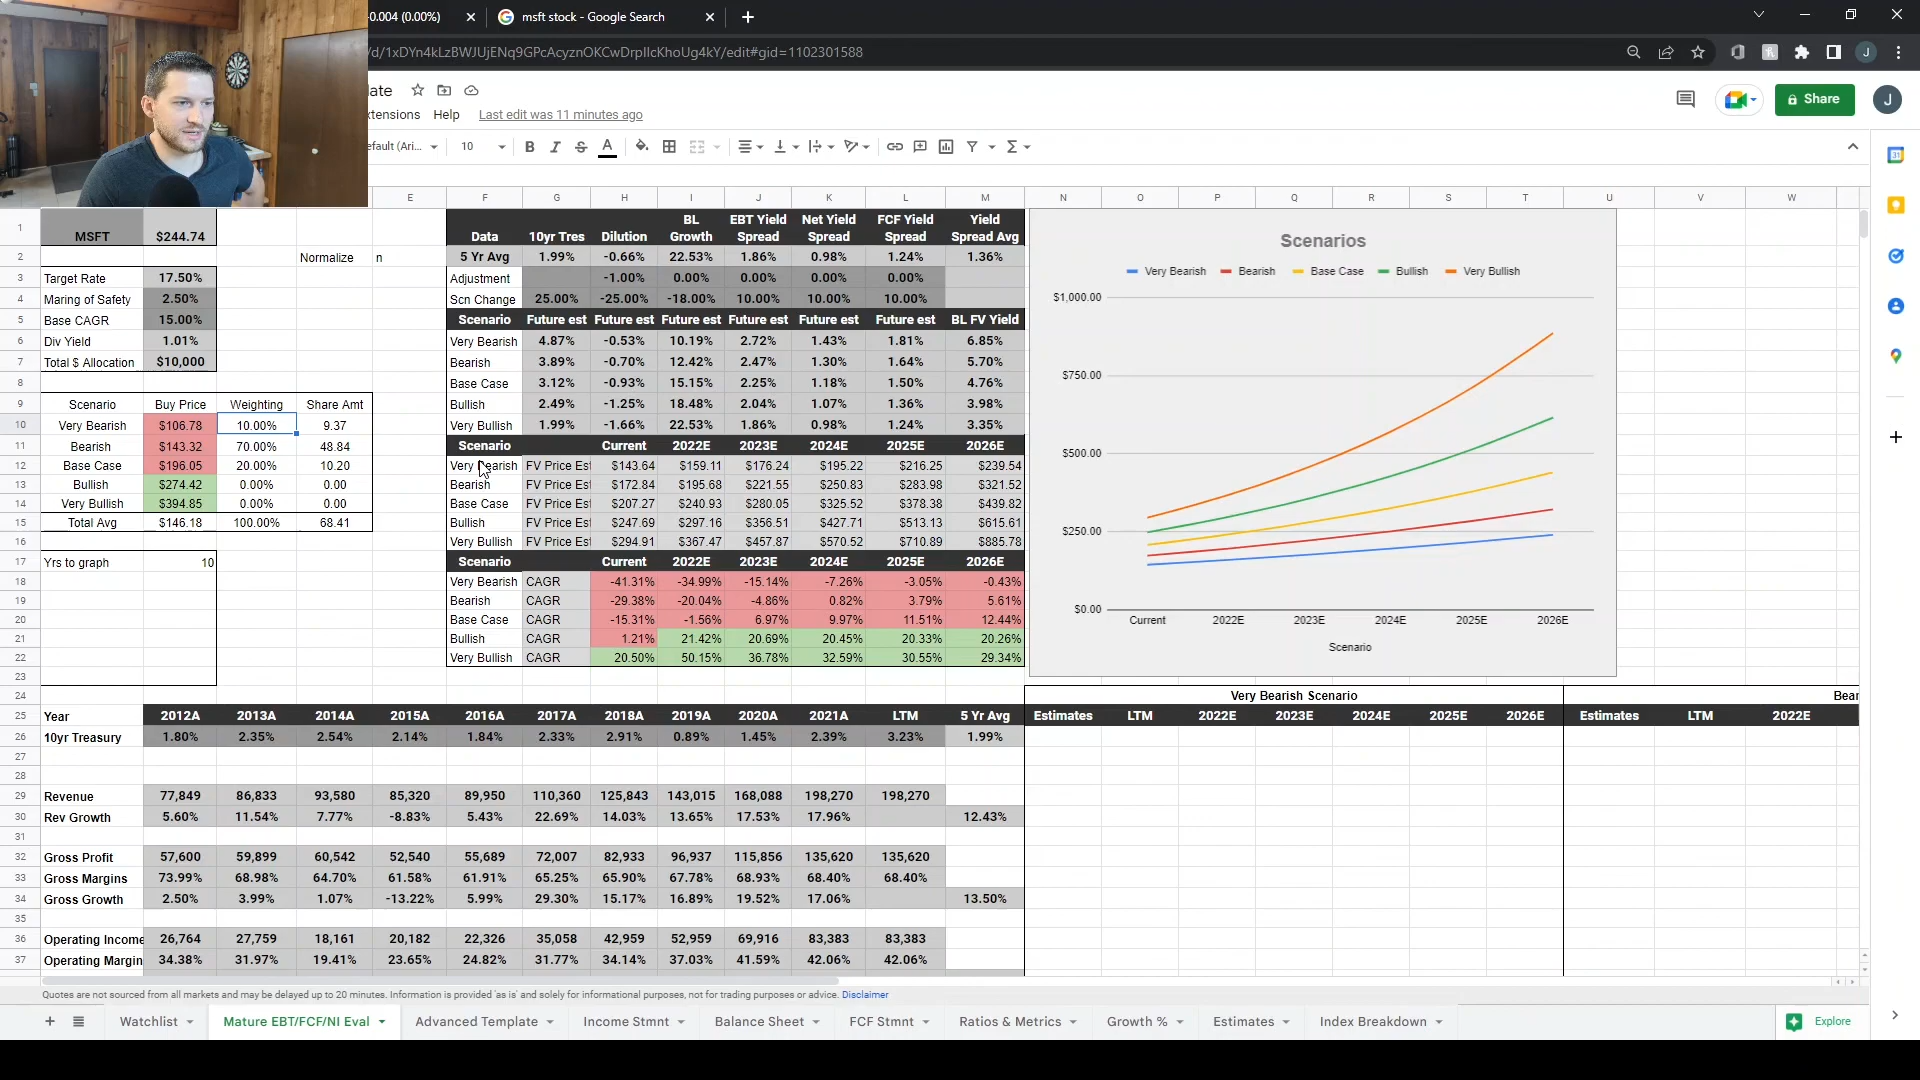 -0.004 (0.00%)
msft stock - Google Search
/d/1xDYn4kLzBWJUjENq9GPcAcyznOKCwDrpIIcKhoUg4kY/edit#gid=1102301588
late
xtensions Help Last edit was 11 minutes ago
Share
J
efault (Ari... 10
E F G H I J K L M N O P Q R S T U V W
MSFT $244.74
Normalize n
Target Rate 17.50%
Maring of Safety 2.50%
Base CAGR 15.00%
Div Yield 1.01%
Total $ Allocation $10,000
Scenario Buy Price Weighting Share Amt
Very Bearish $106.78 10.00% 9.37
Bearish $143.32 70.00% 48.84
Base Case $196.05 20.00% 10.20
Bullish $274.42 0.00% 0.00
Very Bullish $394.85 0.00% 0.00
Total Avg $146.18 100.00% 68.41
Yrs to graph 10
Data 10yr Tres Dilution BL Growth EBT Yield Spread Net Yield Spread FCF Yield Spread Yield Spread Avg
5 Yr Avg 1.99% -0.66% 22.53% 1.86% 0.98% 1.24% 1.36%
Adjustment -1.00% 0.00% 0.00% 0.00% 0.00%
Scn Change 25.00% -25.00% -18.00% 10.00% 10.00% 10.00%
Scenario Future est Future est Future est Future est Future est Future est BL FV Yield
Very Bearish 4.87% -0.53% 10.19% 2.72% 1.43% 1.81% 6.85%
Bearish 3.89% -0.70% 12.42% 2.47% 1.30% 1.64% 5.70%
Base Case 3.12% -0.93% 15.15% 2.25% 1.18% 1.50% 4.76%
Bullish 2.49% -1.25% 18.48% 2.04% 1.07% 1.36% 3.98%
Very Bullish 1.99% -1.66% 22.53% 1.86% 0.98% 1.24% 3.35%
Scenario Current 2022E 2023E 2024E 2025E 2026E
Very Bearish FV Price Est $143.64 $159.11 $176.24 $195.22 $216.25 $239.54
Bearish FV Price Est $172.84 $195.68 $221.55 $250.83 $283.98 $321.52
Base Case FV Price Est $207.27 $240.93 $280.05 $325.52 $378.38 $439.82
Bullish FV Price Est $247.69 $297.16 $356.51 $427.71 $513.13 $615.61
Very Bullish FV Price Est $294.91 $367.47 $457.87 $570.52 $710.89 $885.78
Scenario Current 2022E 2023E 2024E 2025E 2026E
Very Bearish CAGR -41.31% -34.99% -15.14% -7.26% -3.05% -0.43%
Bearish CAGR -29.38% -20.04% -4.86% 0.82% 3.79% 5.61%
Base Case CAGR -15.31% -1.56% 6.97% 9.97% 11.51% 12.44%
Bullish CAGR 1.21% 21.42% 20.69% 20.45% 20.33% 20.26%
Very Bullish CAGR 20.50% 50.15% 36.78% 32.59% 30.55% 29.34%
Scenarios
Very Bearish Bearish Base Case Bullish Very Bullish
$1,000.00
$750.00
$500.00
$250.00
$0.00
Current 2022E 2023E 2024E 2025E 2026E
Scenario
Very Bearish Scenario Bear
Year 2012A 2013A 2014A 2015A 2016A 2017A 2018A 2019A 2020A 2021A LTM 5 Yr Avg Estimates LTM 2022E 2023E 2024E 2025E 2026E Estimates LTM 2022E
10yr Treasury 1.80% 2.35% 2.54% 2.14% 1.84% 2.33% 2.91% 0.89% 1.45% 2.39% 3.23% 1.99%
Revenue 77,849 86,833 93,580 85,320 89,950 110,360 125,843 143,015 168,088 198,270 198,270
Rev Growth 5.60% 11.54% 7.77% -8.83% 5.43% 22.69% 14.03% 13.65% 17.53% 17.96% 12.43%
Gross Profit 57,600 59,899 60,542 52,540 55,689 72,007 82,933 96,937 115,856 135,620 135,620
Gross Margins 73.99% 68.98% 64.70% 61.58% 61.91% 65.25% 65.90% 67.78% 68.93% 68.40% 68.40%
Gross Growth 2.50% 3.99% 1.07% -13.22% 5.99% 29.30% 15.17% 16.89% 19.52% 17.06% 13.50%
Operating Income 26,764 27,759 18,161 20,182 22,326 35,058 42,959 52,959 69,916 83,383 83,383
Operating Margin 34.38% 31.97% 19.41% 23.65% 24.82% 31.77% 34.14% 37.03% 41.59% 42.06% 42.06%
Quotes are not sourced from all markets and may be delayed up to 20 minutes. Information is provided 'as is' and solely for informational purposes, not for trading purposes or advice. Disclaimer
Watchlist Mature EBT/FCF/NI Eval Advanced Template Income Stmnt Balance Sheet FCF Stmnt Ratios & Metrics Growth % Estimates Index Breakdown Explore